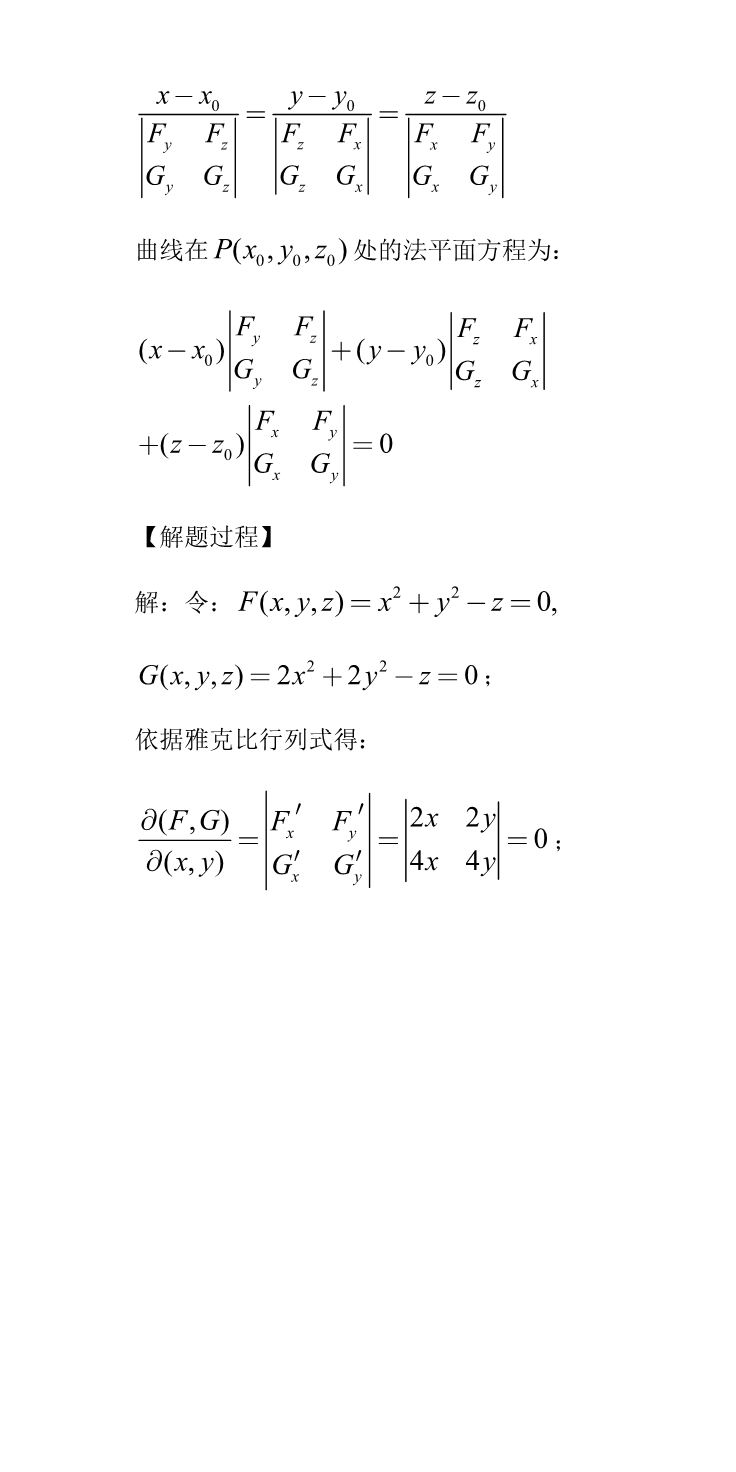 \frac{x-x_0}{\begin{vmatrix} F_y & F_z \\ G_y & G_z \end{vmatrix}} = \frac{y-y_0}{\begin{vmatrix} F_z & F_x \\ G_z & G_x \end{vmatrix}} = \frac{z-z_0}{\begin{vmatrix} F_x & F_y \\ G_x & G_y \end{vmatrix}}
曲线在 P(x_0, y_0, z_0) 处的法平面方程为:
(x-x_0)\begin{vmatrix} F_y & F_z \\ G_y & G_z \end{vmatrix} + (y-y_0)\begin{vmatrix} F_z & F_x \\ G_z & G_x \end{vmatrix}
+(z-z_0)\begin{vmatrix} F_x & F_y \\ G_x & G_y \end{vmatrix} = 0
【解题过程】
解: 令: F(x,y,z) = x^2 + y^2 - z = 0,
G(x,y,z) = 2x^2 + 2y^2 - z = 0 ;
依据雅克比行列式得:
\frac{\partial(F,G)}{\partial(x,y)} = \begin{vmatrix} F_x' & F_y' \\ G_x' & G_y' \end{vmatrix} = \begin{vmatrix} 2x & 2y \\ 4x & 4y \end{vmatrix} = 0 ;